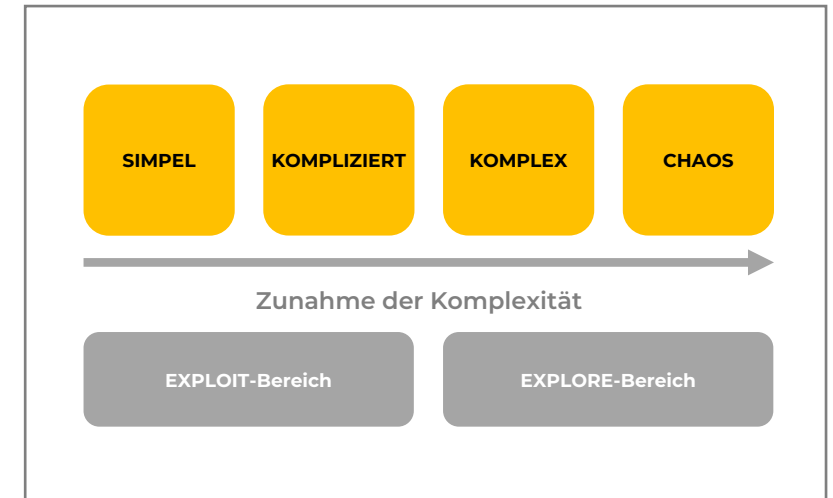 SIMPEL
KOMPLIZIERT
KOMPLEX
CHAOS
Zunahme der Komplexität
EXPLOIT-Bereich
EXPLORE-Bereich